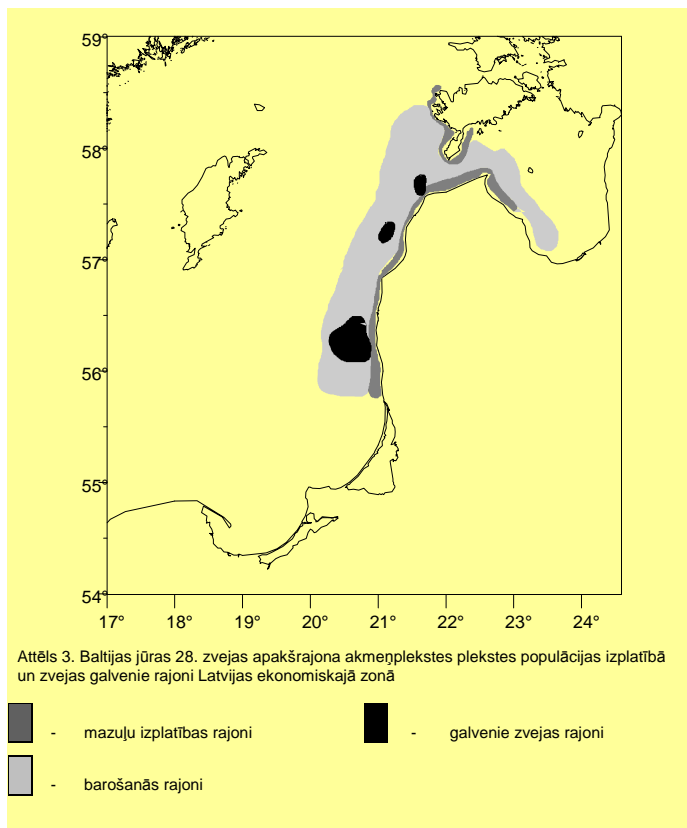 59°
58°
57°
56°
55°
54°
17° 18° 19° 20° 21° 22° 23° 24°
Attēls 3. Baltijas jūras 28. zvejas apakšrajona akmeņplekstes plekstes populācijas izplatībā
un zvejas galvenie rajoni Latvijas ekonomiskajā zonā
- mazuļu izplatības rajoni - galvenie zvejas rajoni
- barošanās rajoni